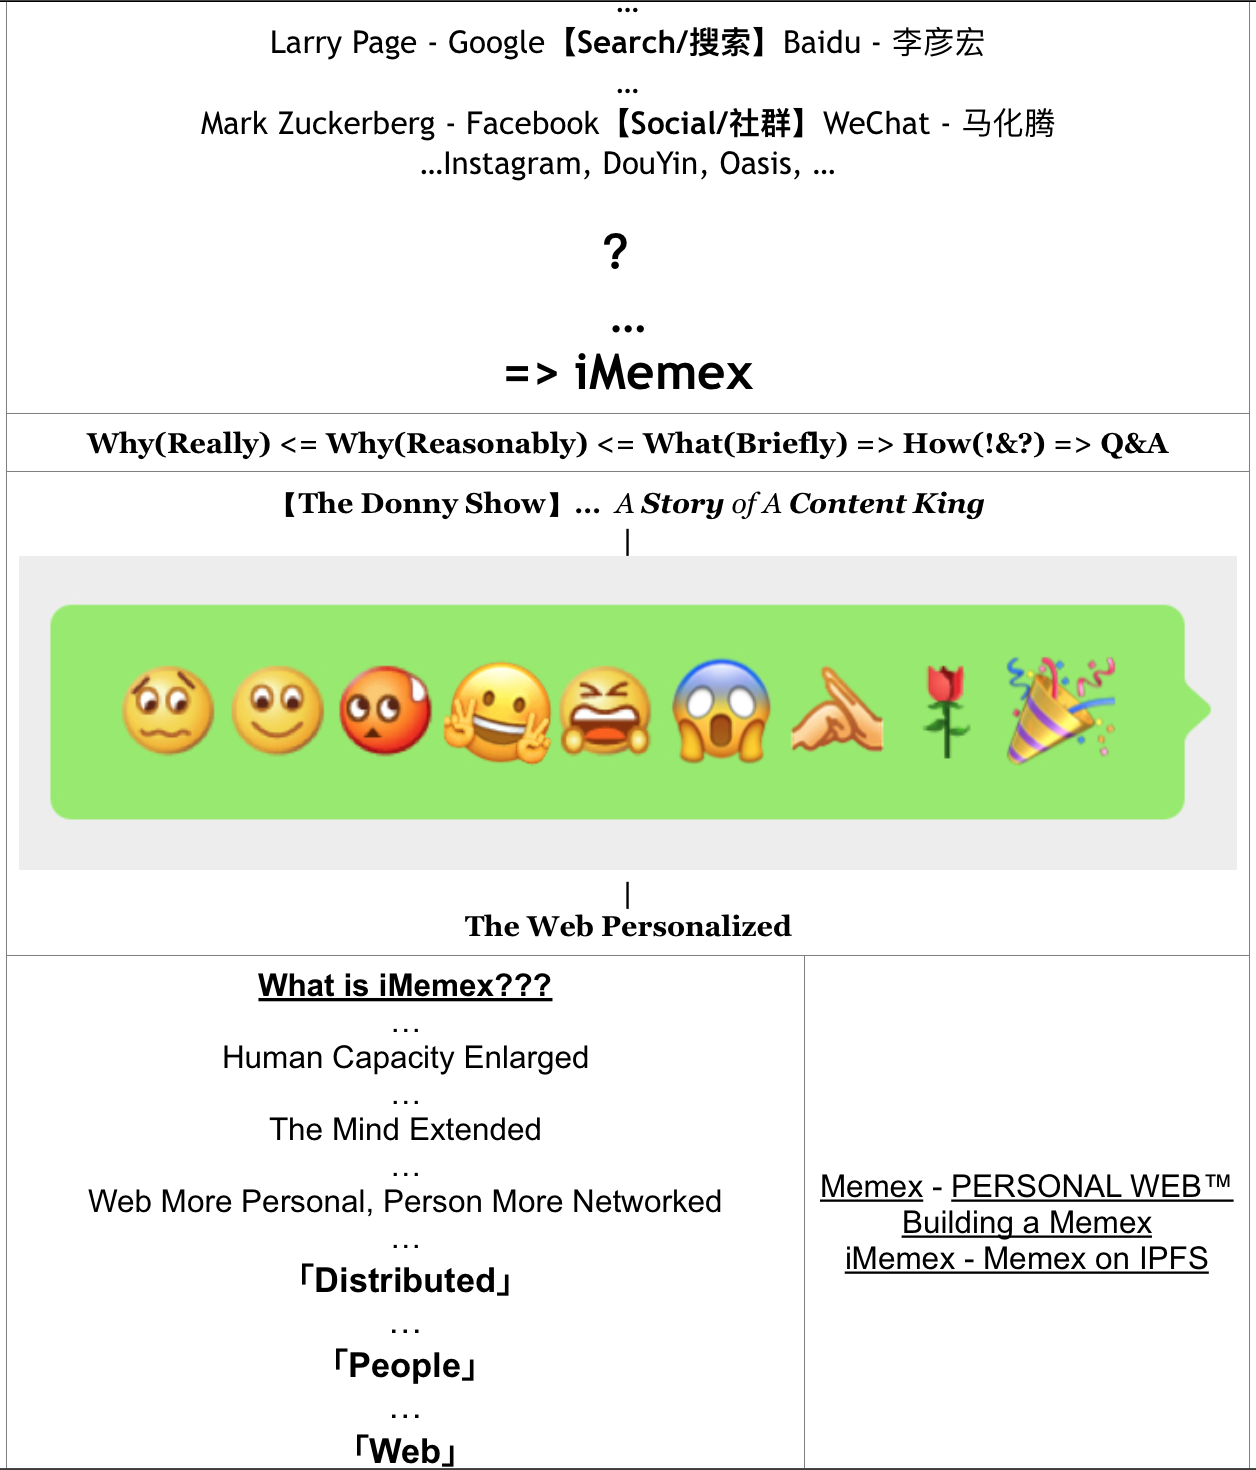 ...
Larry Page - Google【Search/搜索】Baidu - 李彦宏
...
Mark Zuckerberg - Facebook【Social/社群】WeChat - 马化腾
...Instagram, DouYin, Oasis, ...
?
...
=> iMemex
Why(Really) <= Why(Reasonably) <= What(Briefly) => How(!&?) => Q&A
【The Donny Show】... A Story of A Content King
|
|
The Web Personalized
What is iMemex???
...
Human Capacity Enlarged
...
The Mind Extended
...
Web More Personal, Person More Networked
...
「Distributed」
...
「People」
...
「Web」
Memex - PERSONAL WEB™
Building a Memex
iMemex - Memex on IPFS